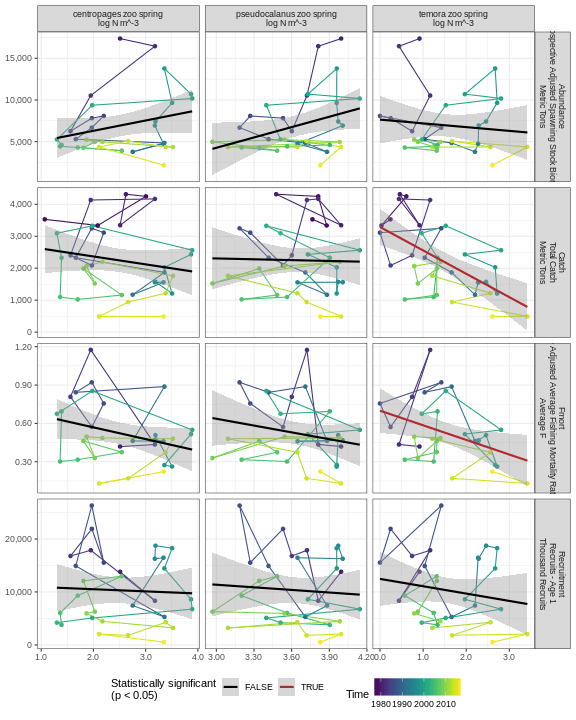 centropages zoo spring
log N m^-3
pseudocalanus zoo spring
log N m^-3
temora zoo spring
log N m^-3
15,000
10,000
5,000
Abundance
Adjusted Spawning Stock
Metric Tons
4,000
3,000
2,000
1,000
0
Catch
Total Catch
Metric Tons
1.20
0.90
0.60
0.30
Fmort
Adjusted Average Fishing Mortality
Average F
20,000
10,000
0
Recruitment
Recruits - Age 1
Thousand Recruits
1.0 2.0 3.0 4.0
3.00 3.30 3.60 3.90 4.20
0.0 1.0 2.0 3.0
Statistically significant
(p < 0.05)
FALSE TRUE
Time
1980 1990 2000 2010